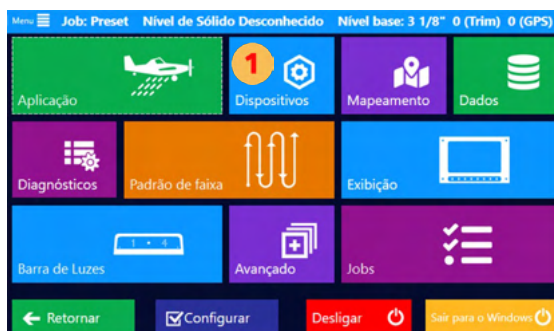 Menu Job: Preset Nível de Sólido Desconhecido Nível base: 3 1/8" 0 (Trim) 0 (GPS)
1
Aplicação Dispositivos Mapeamento Dados
Diagnósticos Padrão de faixa Exibição
1 • 4
Barra de Luzes Avançado Jobs
Retornar Configurar Desligar Sair para o Windows